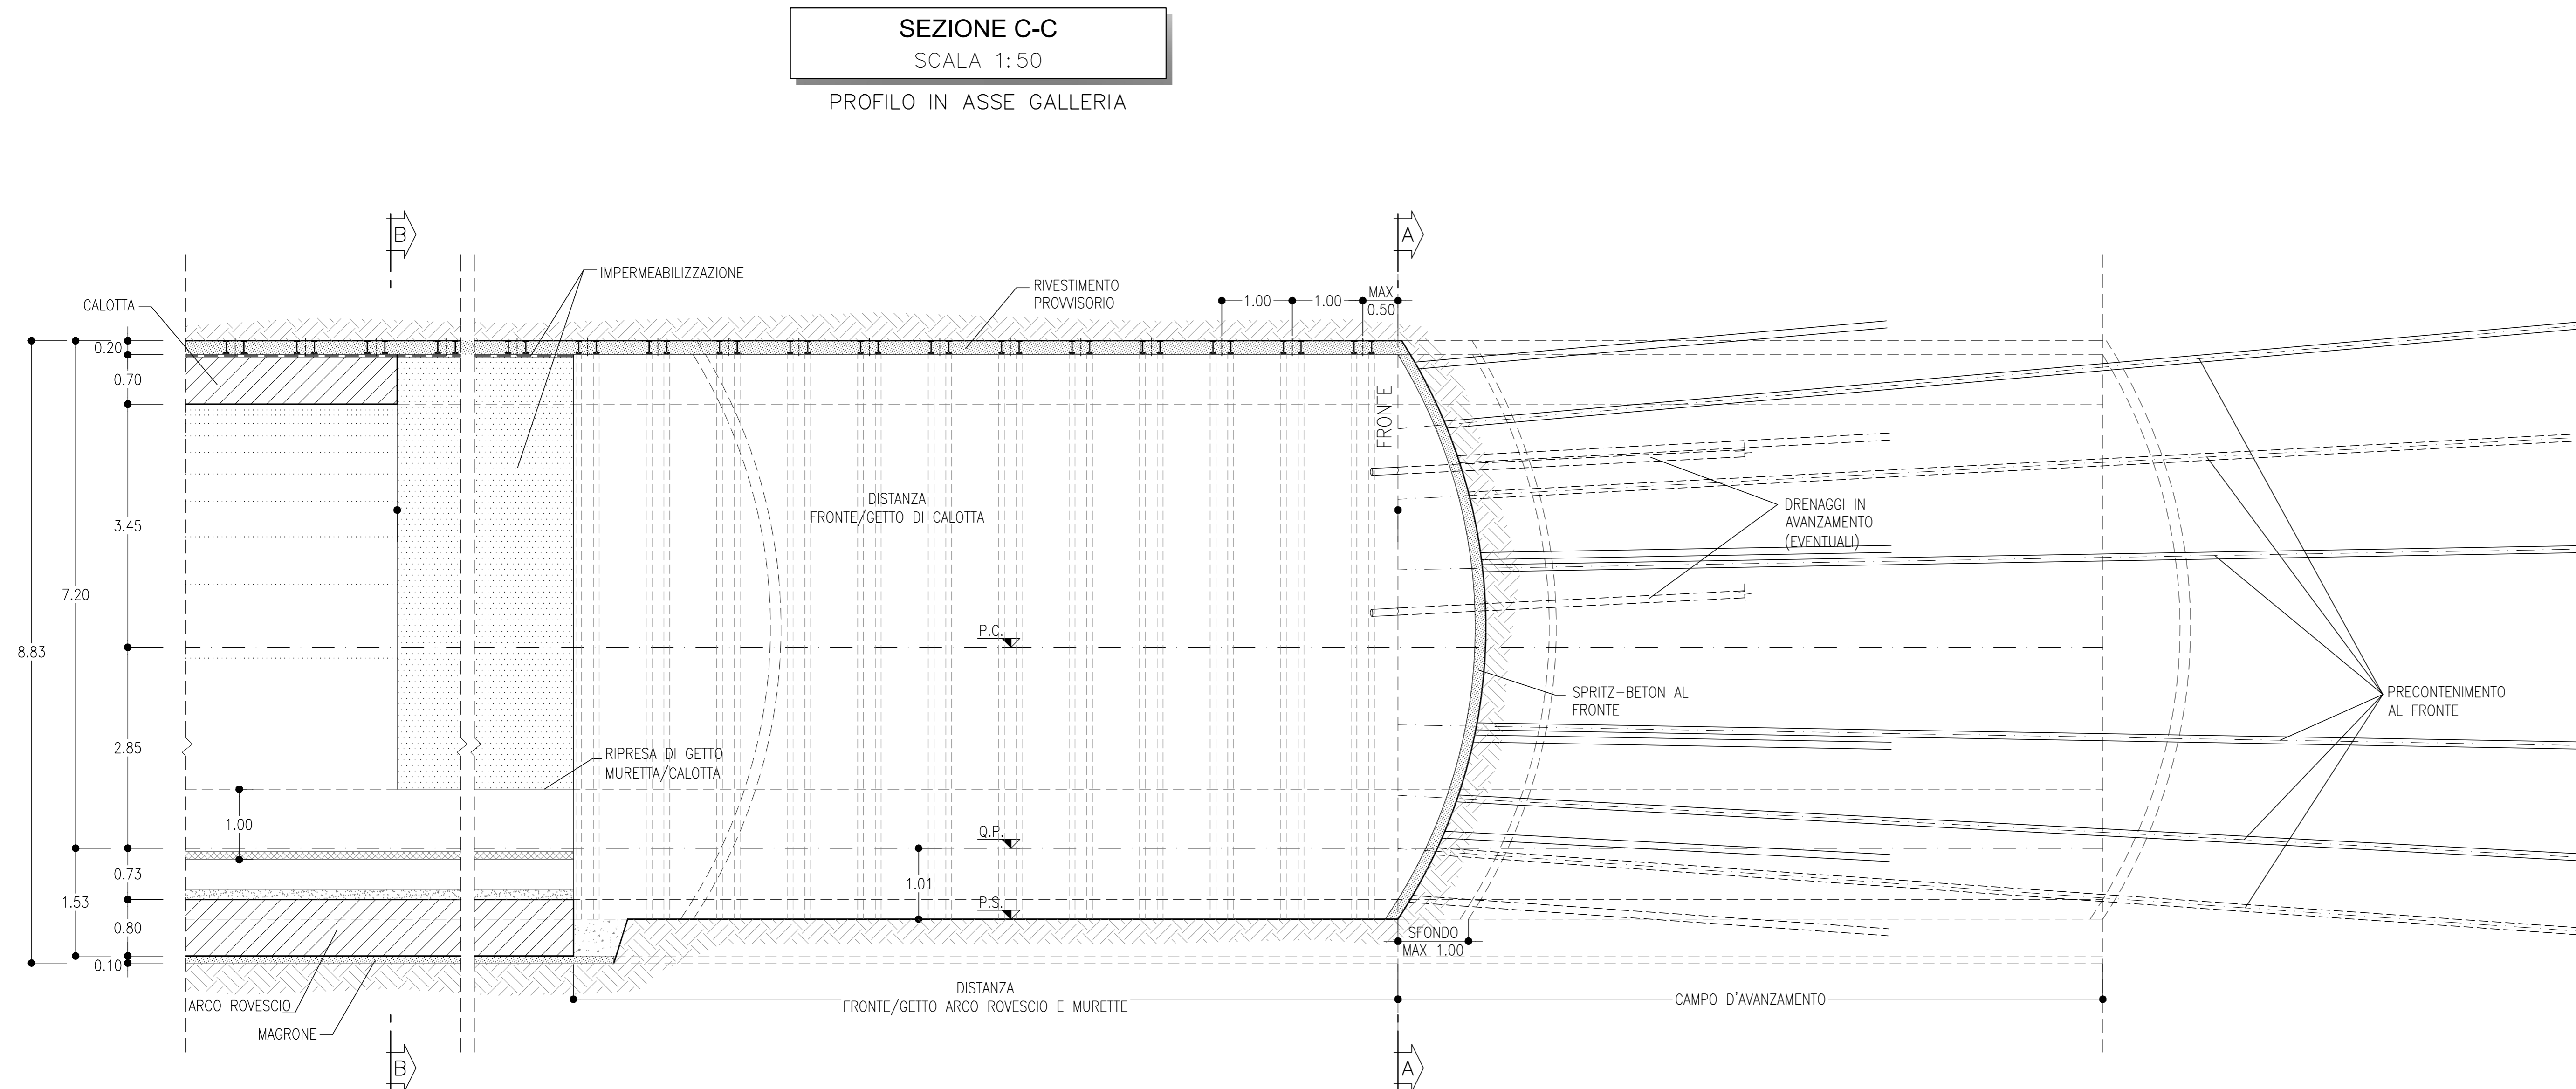 SEZIONE C-C
SCALA 1:50
PROFILO IN ASSE GALLERIA
B
A
IMPERMEABILIZZAZIONE
CALOTTA
RIVESTIMENTO
PROVVISORIO
1.00
1.00
MAX
0.50
0.20
0.70
FRONTE
DISTANZA
FRONTE/GETTO DI CALOTTA
DRENAGGI IN
AVANZAMENTO
(EVENTUALI)
3.45
7.20
8.83
P.C.
SPRITZ-BETON AL
FRONTE
PRECONTENIMENTO
AL FRONTE
2.85
RIPRESA DI GETTO
MURETTA/CALOTTA
1.00
Q.P.
0.73
1.01
1.53
P.S.
0.80
SFONDO
MAX 1.00
0.10
ARCO ROVESCIO
DISTANZA
FRONTE/GETTO ARCO ROVESCIO E MURETTE
CAMPO D'AVANZAMENTO
MAGRONE
B
A